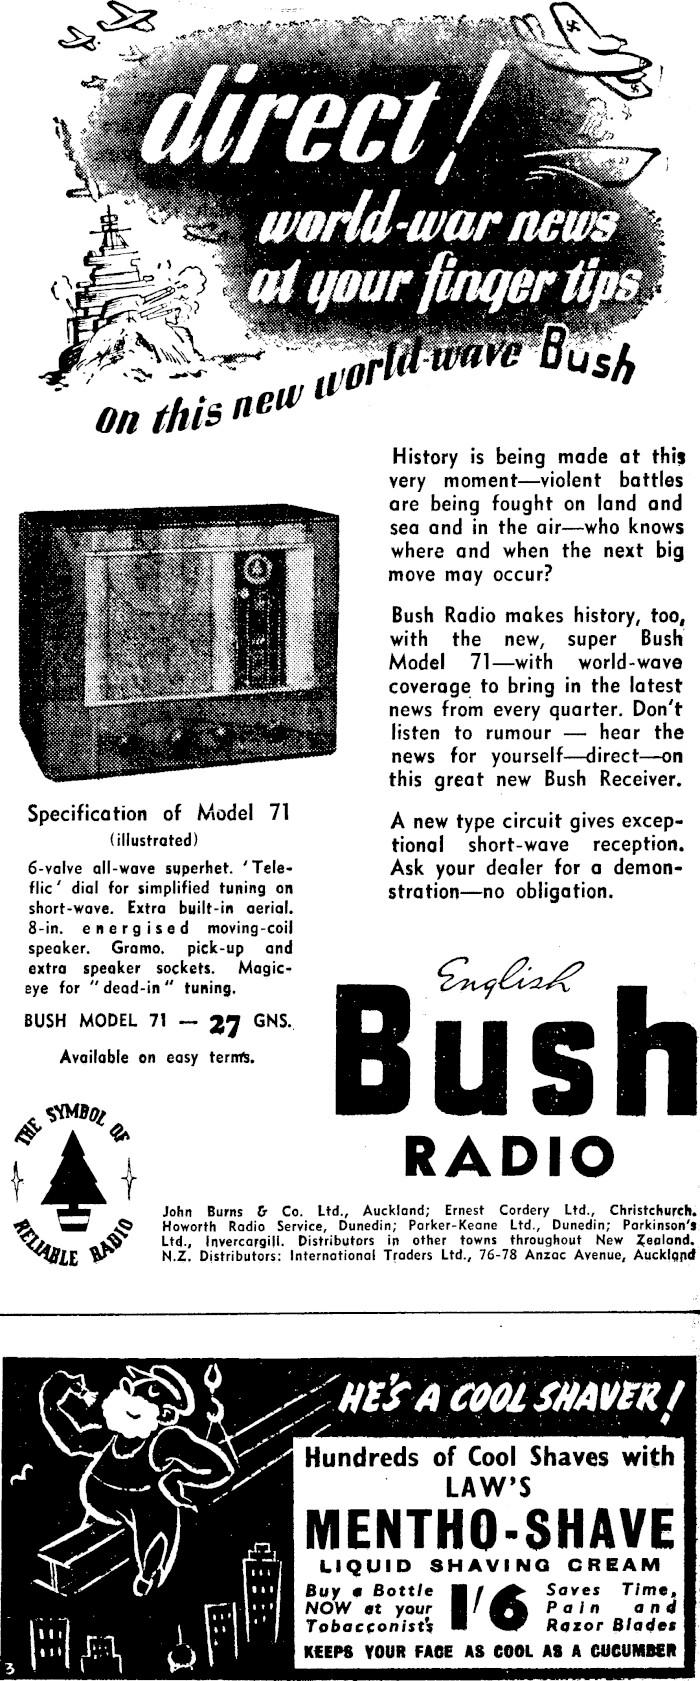 direct!
world-war news
at your finger tips
on this new world-wave Bush
27
History is being made at this
very moment—violent battles
are being fought on land and
sea and in the air—who knows
where and when the next big
move may occur?
Bush Radio makes history, too,
with the new, super Bush
Model 71—with world-wave
coverage to bring in the latest
news from every quarter. Don't
listen to rumour — hear the
news for yourself—direct—on
this great new Bush Receiver.
A new type circuit gives excep-
tional short-wave reception.
Ask your dealer for a demon-
stration—no obligation.
Specification of Model 71
(illustrated)
6-valve all-wave superhet. 'Tele-
flic' dial for simplified tuning on
short-wave. Extra built-in aerial.
8-in. energised moving-coil
speaker. Gramo. pick-up and
extra speaker sockets. Magic-
eye for "dead-in" tuning.
BUSH MODEL 71 — 27 GNS.
Available on easy terms.
English
Bush
RADIO
THE SYMBOL OF
RELIABLE RADIO
John Burns & Co. Ltd., Auckland; Ernest Cordery Ltd., Christchurch.
Howorth Radio Service, Dunedin; Parker-Keane Ltd., Dunedin; Parkinson's
Ltd., Invercargill. Distributors in other towns throughout New Zealand.
N.Z. Distributors: International Traders Ltd., 76-78 Anzac Avenue, Auckland
HE'S A COOL SHAVER!
Hundreds of Cool Shaves with
LAW'S
MENTHO-SHAVE
LIQUID SHAVING CREAM
Buy a Bottle
NOW at your
Tobacconist's
1/6
Saves Time,
Pain and
Razor Blades
KEEPS YOUR FACE AS COOL AS A CUCUMBER
3